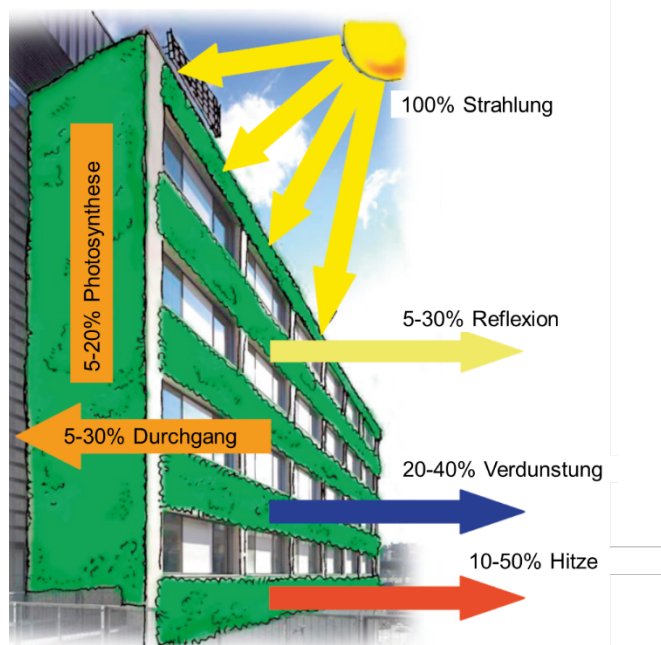 100% Strahlung
5-20% Photosynthese
5-30% Reflexion
5-30% Durchgang
20-40% Verdunstung
10-50% Hitze